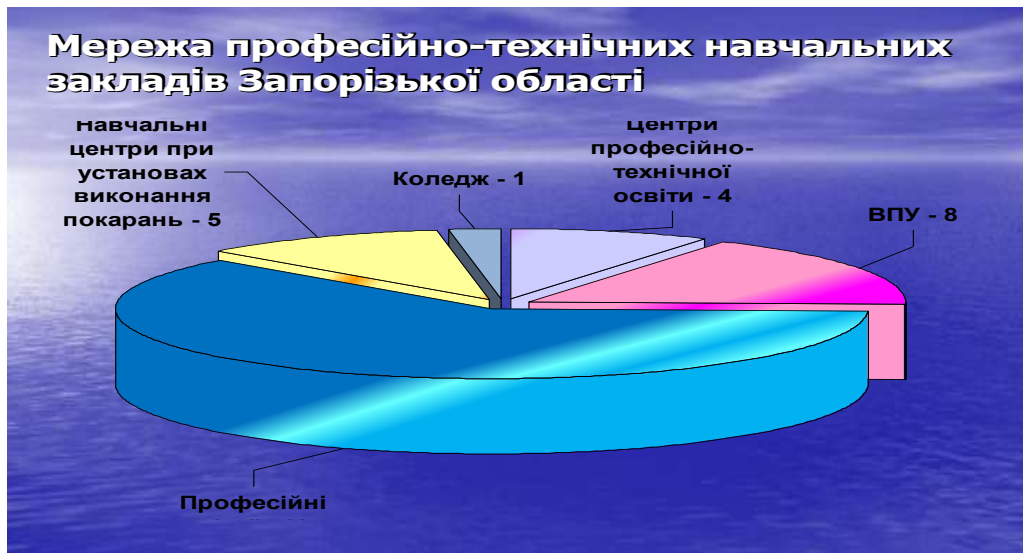 Мережа професійно-технічних навчальних
закладів Запорізької області
Навчальні
центри при
установах
виконання
покарань - 5
Коледж - 1
Центри
професійно-
технічної
освіти - 4
ВПУ - 8
Професійні